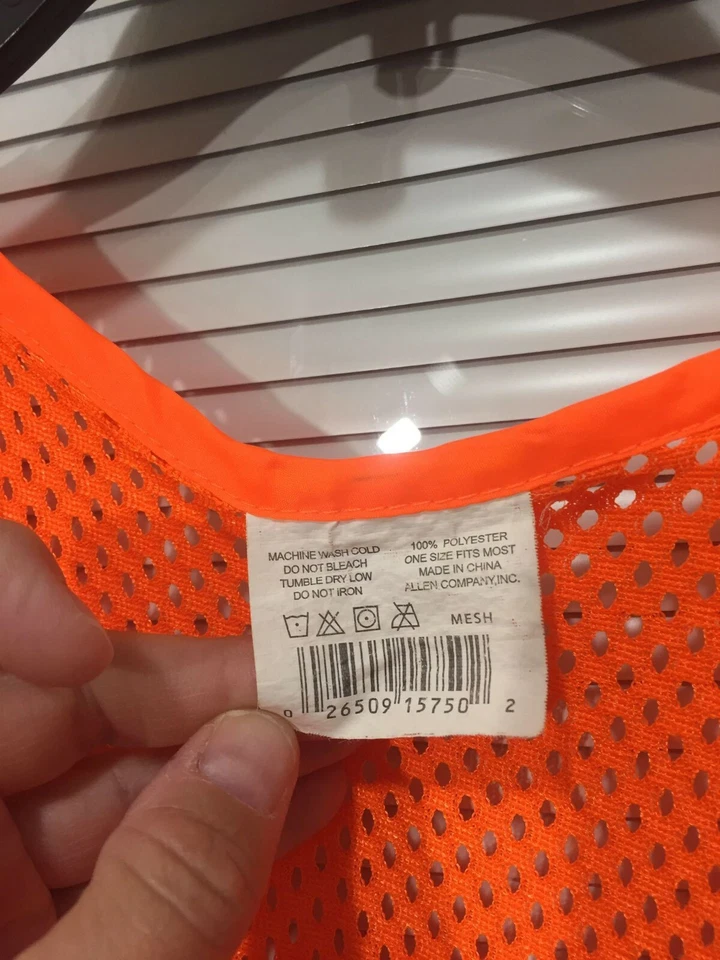 MACHINE WASH COLD
DO NOT BLEACH
TUMBLE DRY LOW
DO NOT IRON
100% POLYESTER
ONE SIZE FITS MOST
MADE IN CHINA
ALLEN COMPANY,INC.
MESH
0 26509 15750 2